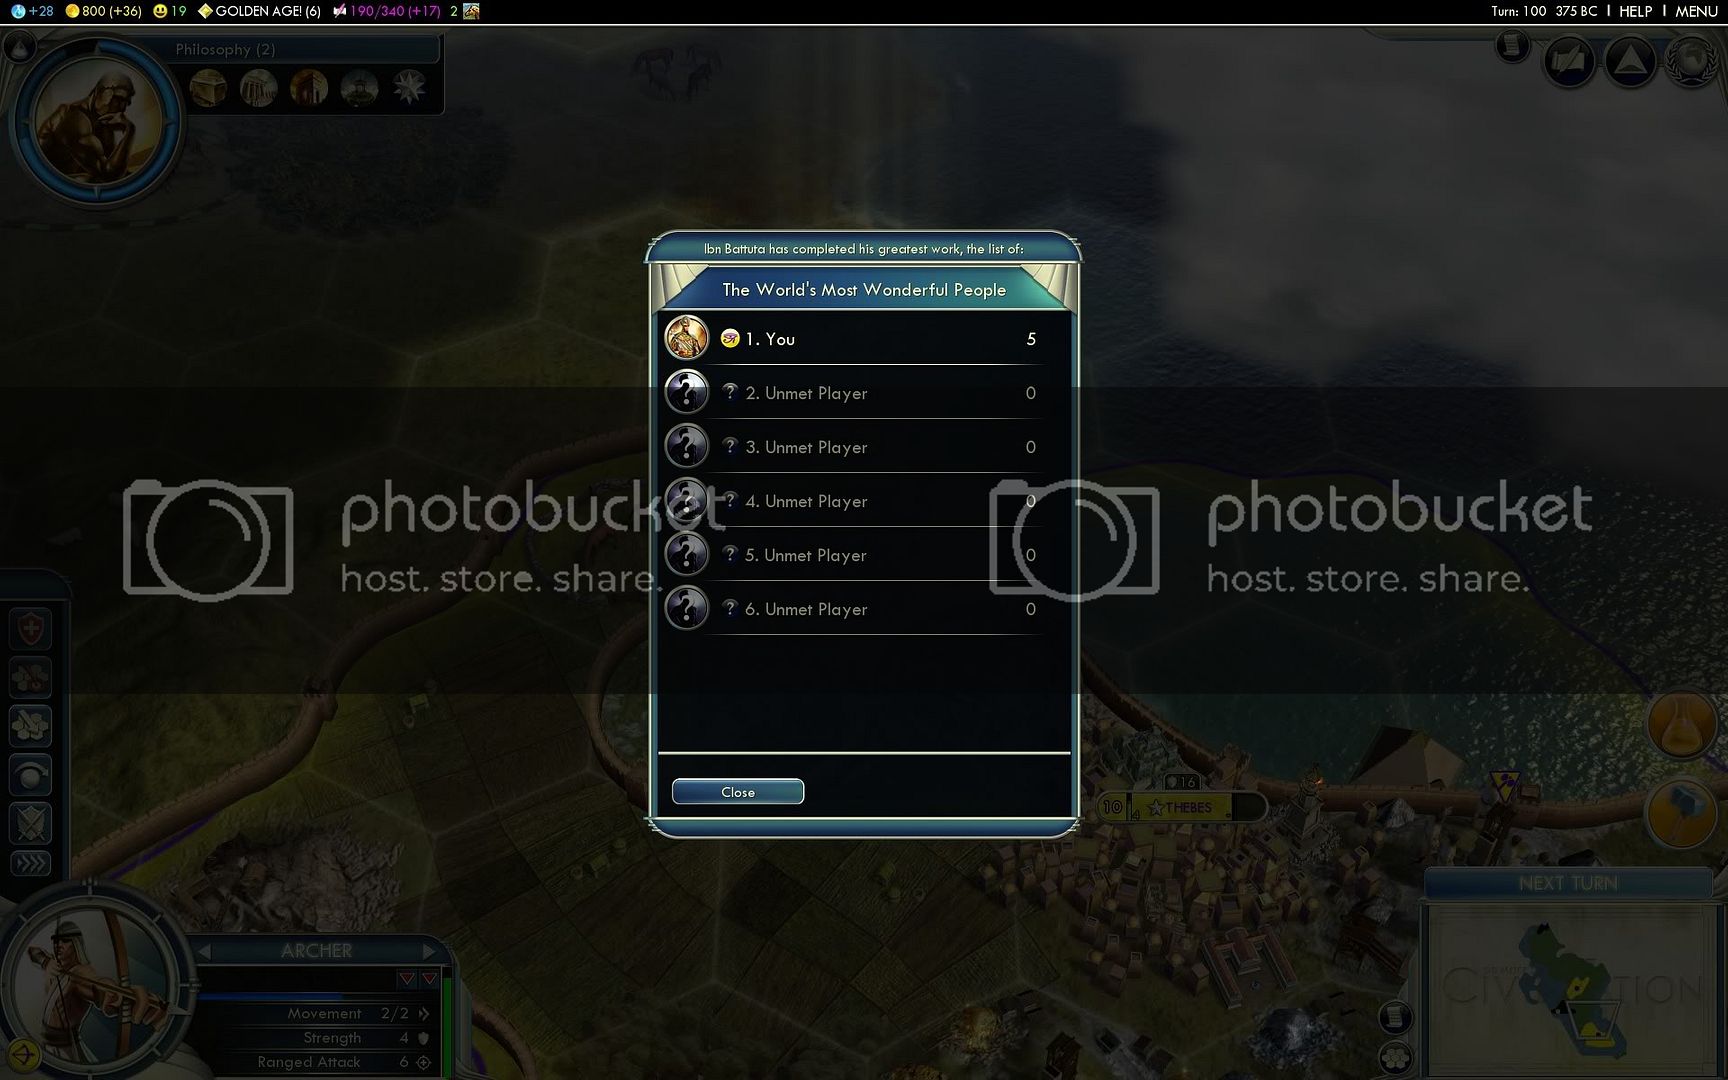 +28 800 (+36) 19 GOLDEN AGE! (6) 190/340 (+17) 2
Turn: 100 375 BC | HELP | MENU
Philosophy (2)
Ibn Battuta has completed his greatest work, the list of:
The World's Most Wonderful People
1. You 5
? ? 2. Unmet Player 0
? ? 3. Unmet Player 0
? ? 4. Unmet Player 0
? ? 5. Unmet Player 0
? ? 6. Unmet Player 0
photobucket
host. store. share.
photobucket
host. store. share.
Close
16
10 4 THEBES
NEXT TURN
ARCHER
Movement 2/2
Strength 4
Ranged Attack 6